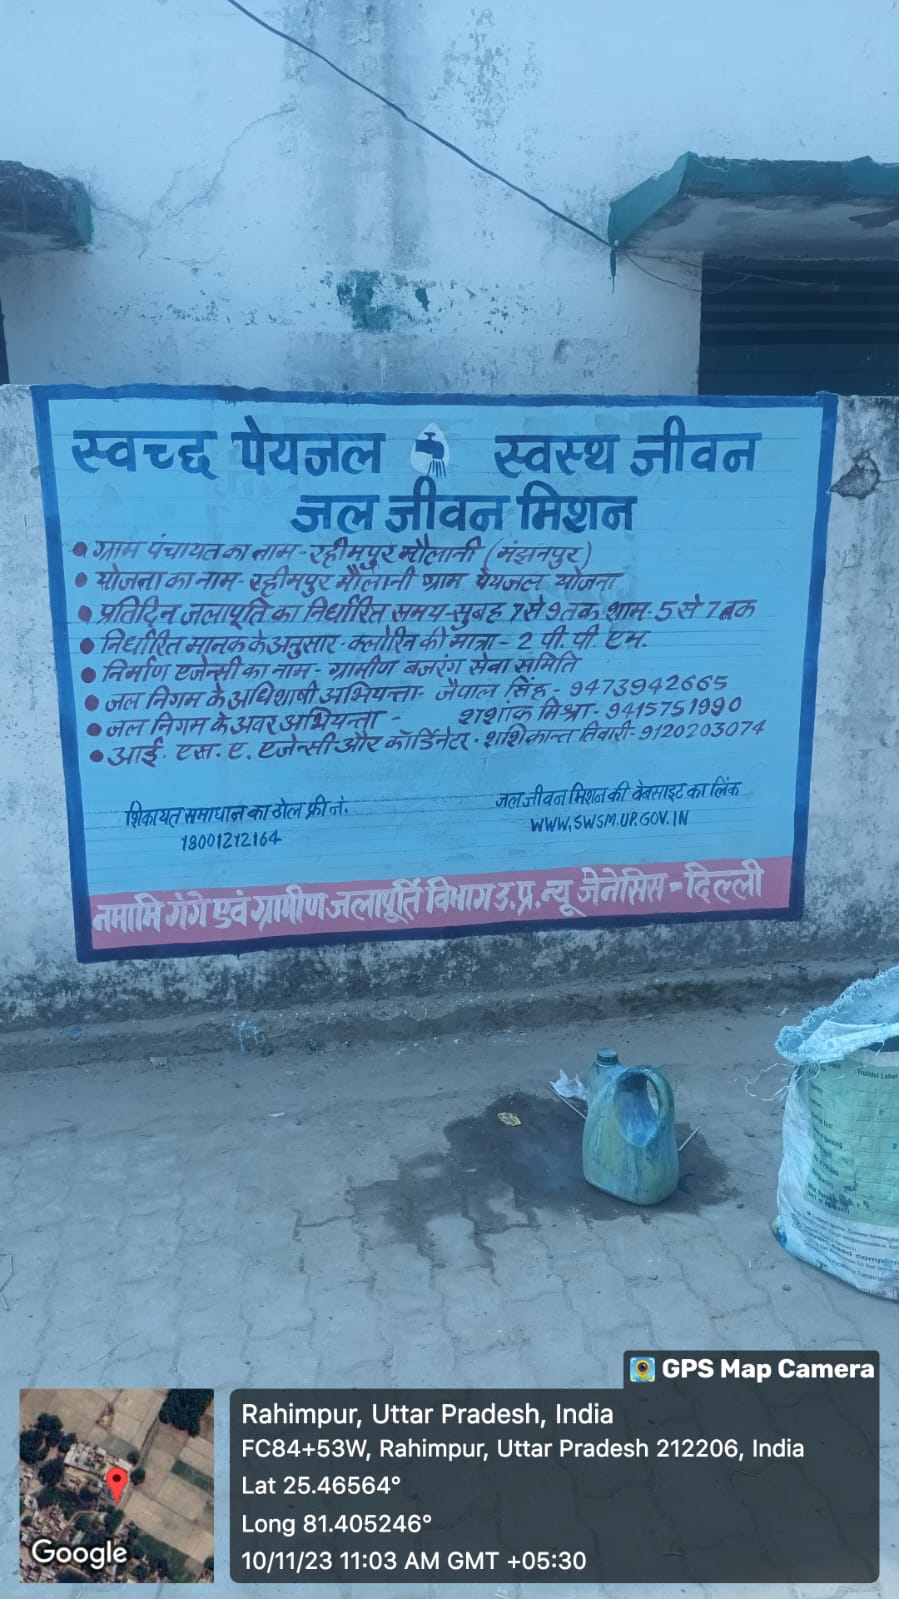 स्वच्छ पेयजल स्वस्थ जीवन
जल जीवन मिशन
• ग्राम पंचायत का नाम - रहीमपुर मौलानी (मंझनपुर)
• योजना का नाम - रहीमपुर मौलानी ग्राम पेयजल योजना
• प्रतिदिन जलापूर्ति का निर्धारित समय - सुबह 7 से 9 तक शाम - 5 से 7 तक
• निर्धारित मानक के अनुसार - क्लोरिन की मात्रा - 2 पी. पी. एम.
• निर्माण एजेन्सी का नाम - ग्रामीण बजरंग सेवा समिति
• जल निगम के अधिशाषी अभियन्ता - जैपाल सिंह - 9473942665
• जल निगम के अवर अभियन्ता - शशांक मिश्रा - 9415751990
• आई. एस. ए. एजेन्सी और कॉर्डिनेटर - शशिकान्त तिवारी - 9120203074
शिकायत समाधान का टोल फ्री नं.
18001212164
जल जीवन मिशन की वेबसाइट का लिंक
WWW.SWSM.UP.GOV.IN
नमामि गंगे एवं ग्रामीण जलापूर्ति विभाग उ.प्र. न्यू जेनेसिस - दिल्ली
GPS Map Camera
Rahimpur, Uttar Pradesh, India
FC84+53W, Rahimpur, Uttar Pradesh 212206, India
Lat 25.46564°
Long 81.405246°
10/11/23 11:03 AM GMT +05:30
Google